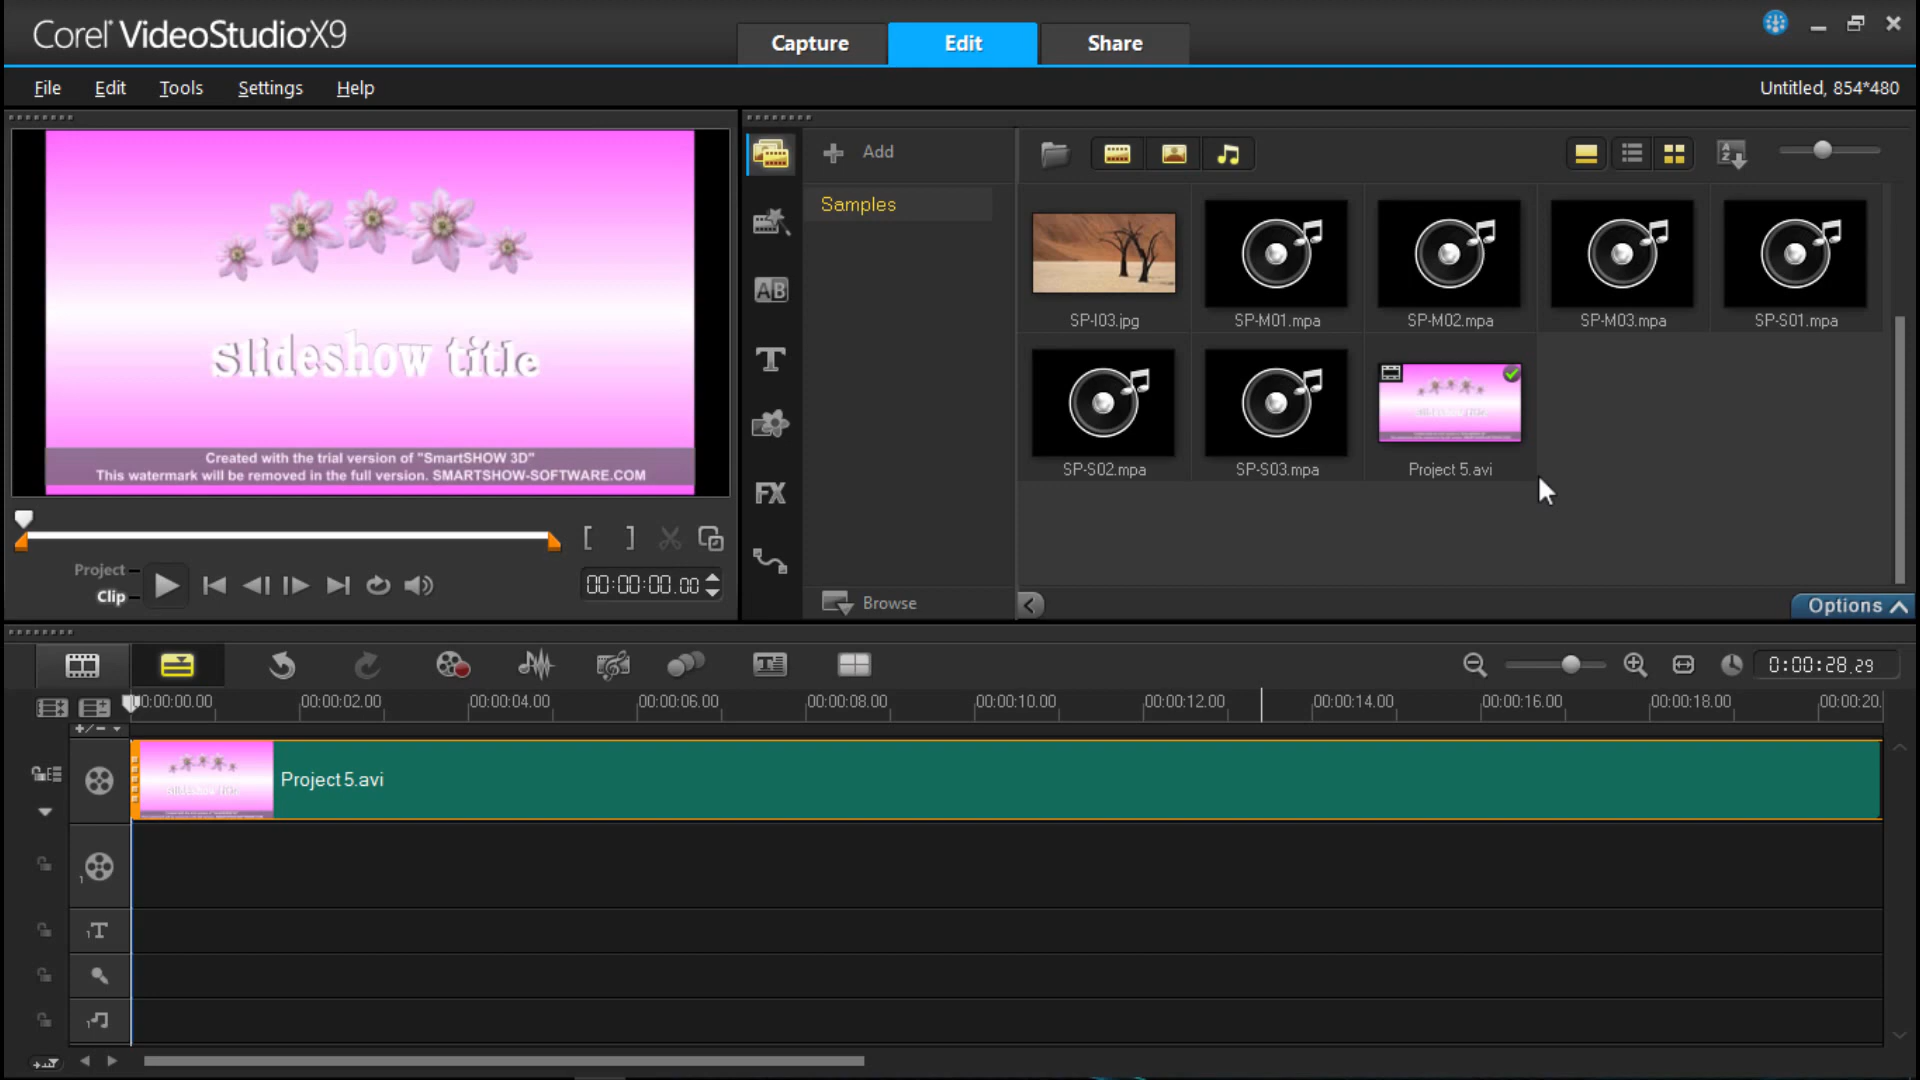 Corel VideoStudio X9
Capture
Edit
Share
File
Edit
Tools
Settings
Help
Untitled, 854*480
Slideshow title
Created with the trial version of "SmartSHOW 3D"
This watermark will be removed in the full version. SMARTSHOW-SOFTWARE.COM
Project
Clip
00:00:00.00
Add
Samples
Browse
AB
T
FX
SP-I03.jpg
SP-M01.mpa
SP-M02.mpa
SP-M03.mpa
SP-S01.mpa
SP-S02.mpa
SP-S03.mpa
Project 5.avi
Options
0:00:28.29
00:00:00.00
00:00:02.00
00:00:04.00
00:00:06.00
00:00:08.00
00:00:10.00
00:00:12.00
00:00:14.00
00:00:16.00
00:00:18.00
00:00:20.
Project 5.avi
1
1T
1